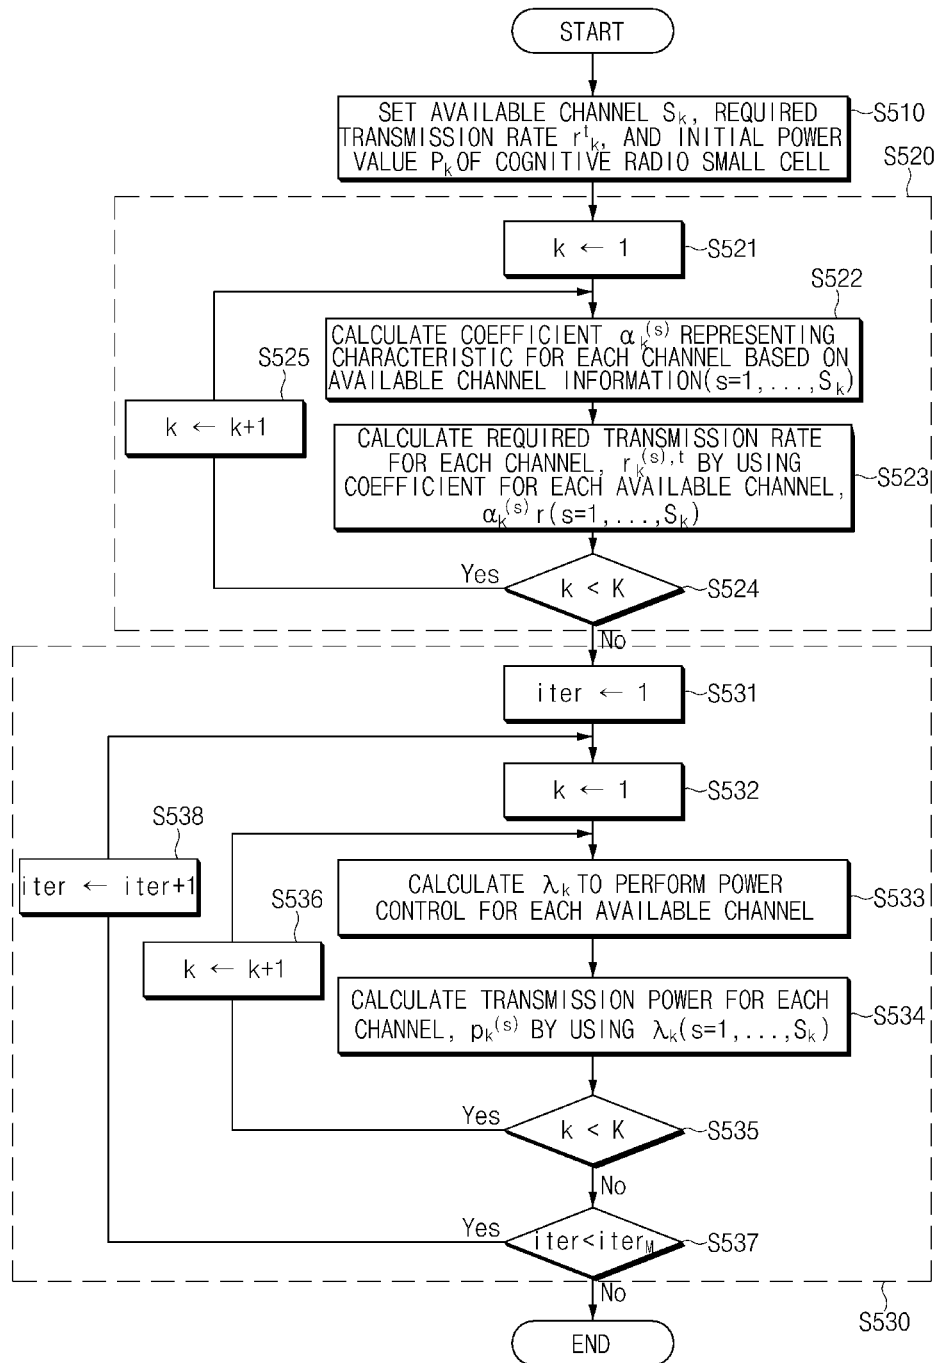 START
SET AVAILABLE CHANNEL Sₖ, REQUIRED
TRANSMISSION RATE rᵗₖ, AND INITIAL POWER
VALUE Pₖ OF COGNITIVE RADIO SMALL CELL
S510
S520
k ← 1
S521
S522
CALCULATE COEFFICIENT αₖ⁽ˢ⁾ REPRESENTING
CHARACTERISTIC FOR EACH CHANNEL BASED ON
AVAILABLE CHANNEL INFORMATION(s=1,...,Sₖ)
S525
k ← k+1
CALCULATE REQUIRED TRANSMISSION RATE
FOR EACH CHANNEL, rₖ⁽ˢ⁾,ᵗ BY USING
COEFFICIENT FOR EACH AVAILABLE CHANNEL,
αₖ⁽ˢ⁾ r(s=1,...,Sₖ)
S523
Yes
k < K
S524
No
iter ← 1
S531
k ← 1
S532
S538
iter ← iter+1
CALCULATE λₖ TO PERFORM POWER
CONTROL FOR EACH AVAILABLE CHANNEL
S533
S536
k ← k+1
CALCULATE TRANSMISSION POWER FOR EACH
CHANNEL, pₖ⁽ˢ⁾ BY USING λₖ(s=1,...,Sₖ)
S534
Yes
k < K
S535
No
Yes
iter<iter_M
S537
No
S530
END